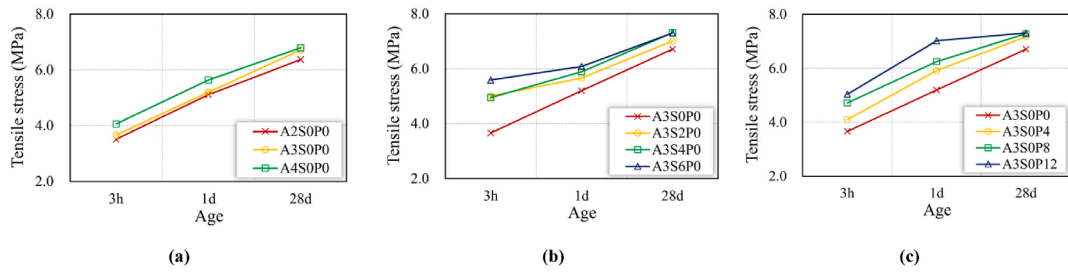 8.0
6.0
4.0
2.0
Tensile stress (MPa)
3h 1d 28d
Age
A2S0P0
A3S0P0
A4S0P0
(a)
8.0
6.0
4.0
2.0
Tensile stress (MPa)
3h 1d 28d
Age
A3S0P0
A3S2P0
A3S4P0
A3S6P0
(b)
8.0
6.0
4.0
2.0
Tensile stress (MPa)
3h 1d 28d
Age
A3S0P0
A3S0P4
A3S0P8
A3S0P12
(c)